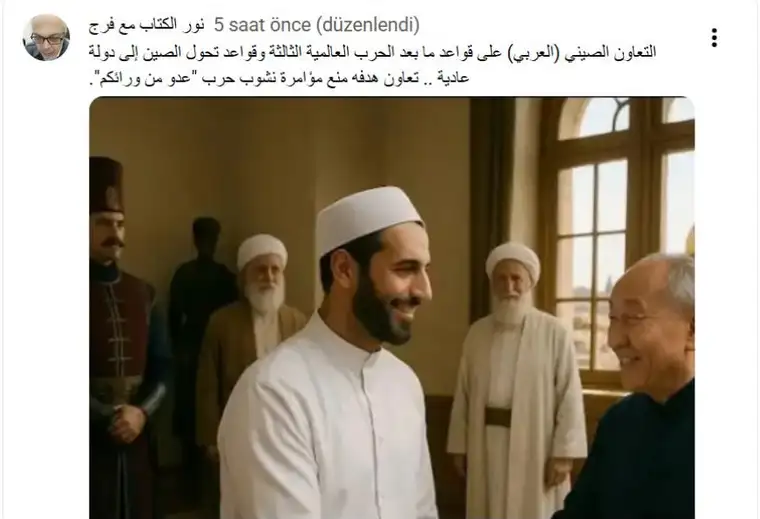 نور الكتاب مع فرج 5 saat önce (düzenlendi)
التعاون الصيني (العربي) على قواعد ما بعد الحرب العالمية الثالثة وقواعد تحول الصين إلى دولة
عادية .. تعاون هدفه منع مؤامرة نشوب حرب "عدو من ورائكم".